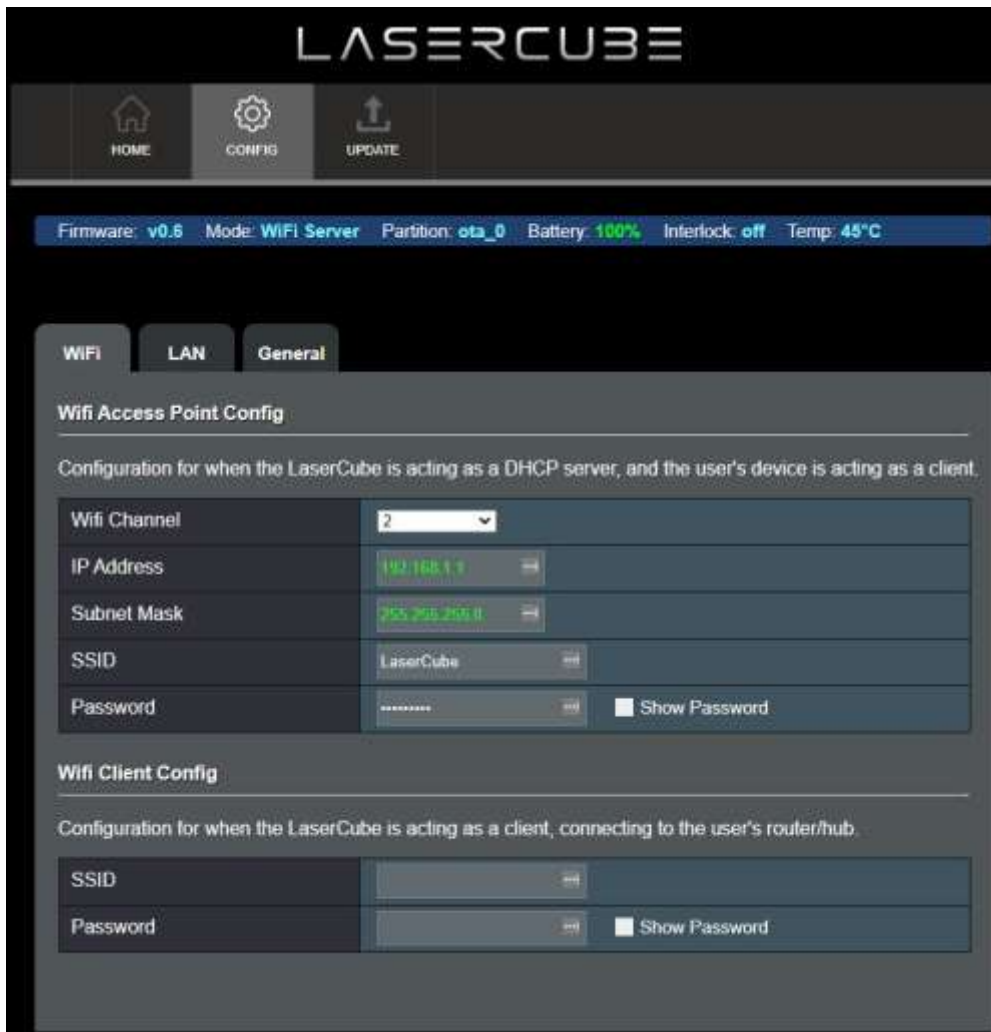 LASERCUBE
HOME CONFIG UPDATE
Firmware: v0.6 Mode: WiFi Server Partition: ota_0 Battery: 100% Interlock: off Temp: 45°C
WiFi LAN General
Wifi Access Point Config
Configuration for when the LaserCube is acting as a DHCP server, and the user's device is acting as a client.
Wifi Channel 2
IP Address 192.168.1.1
Subnet Mask 255.255.255.0
SSID LaserCube
Password ········· Show Password
Wifi Client Config
Configuration for when the LaserCube is acting as a client, connecting to the user's router/hub.
SSID
Password Show Password